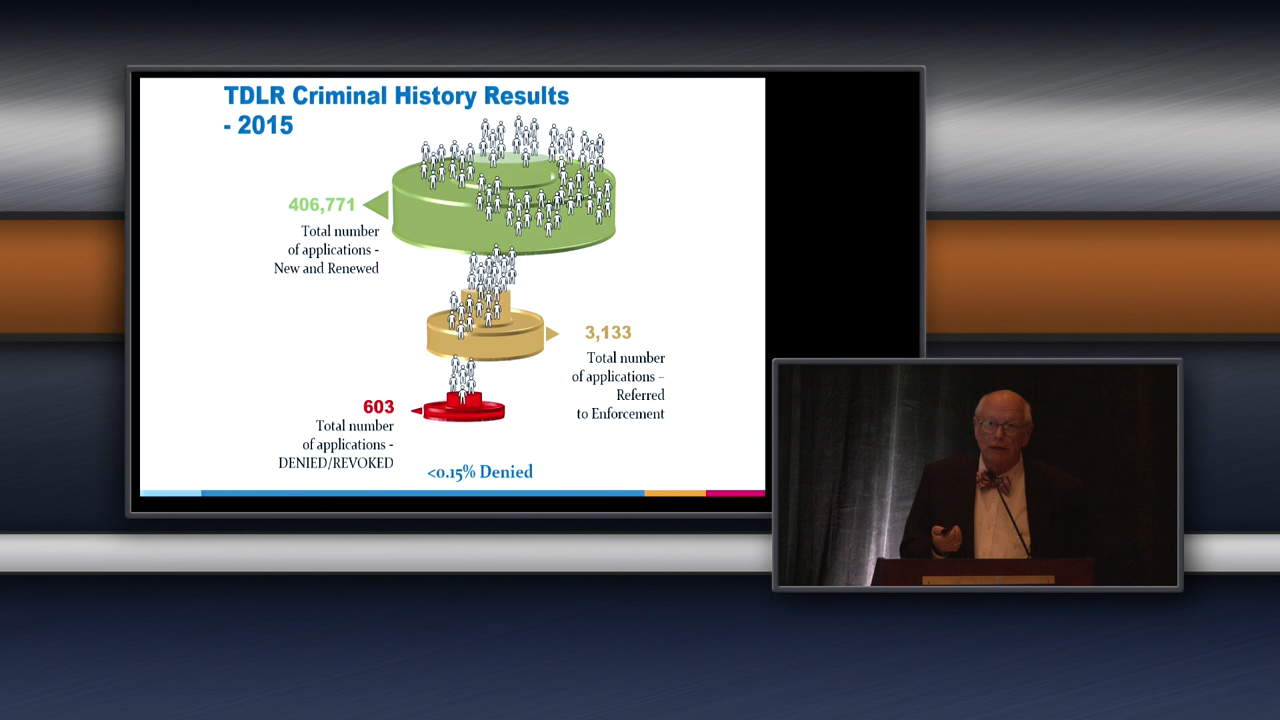 TDLR Criminal History Results
- 2015
406,771
Total number
of applications -
New and Renewed
3,133
Total number
of applications –
Referred
to Enforcement
603
Total number
of applications -
DENIED/REVOKED
<0.15% Denied